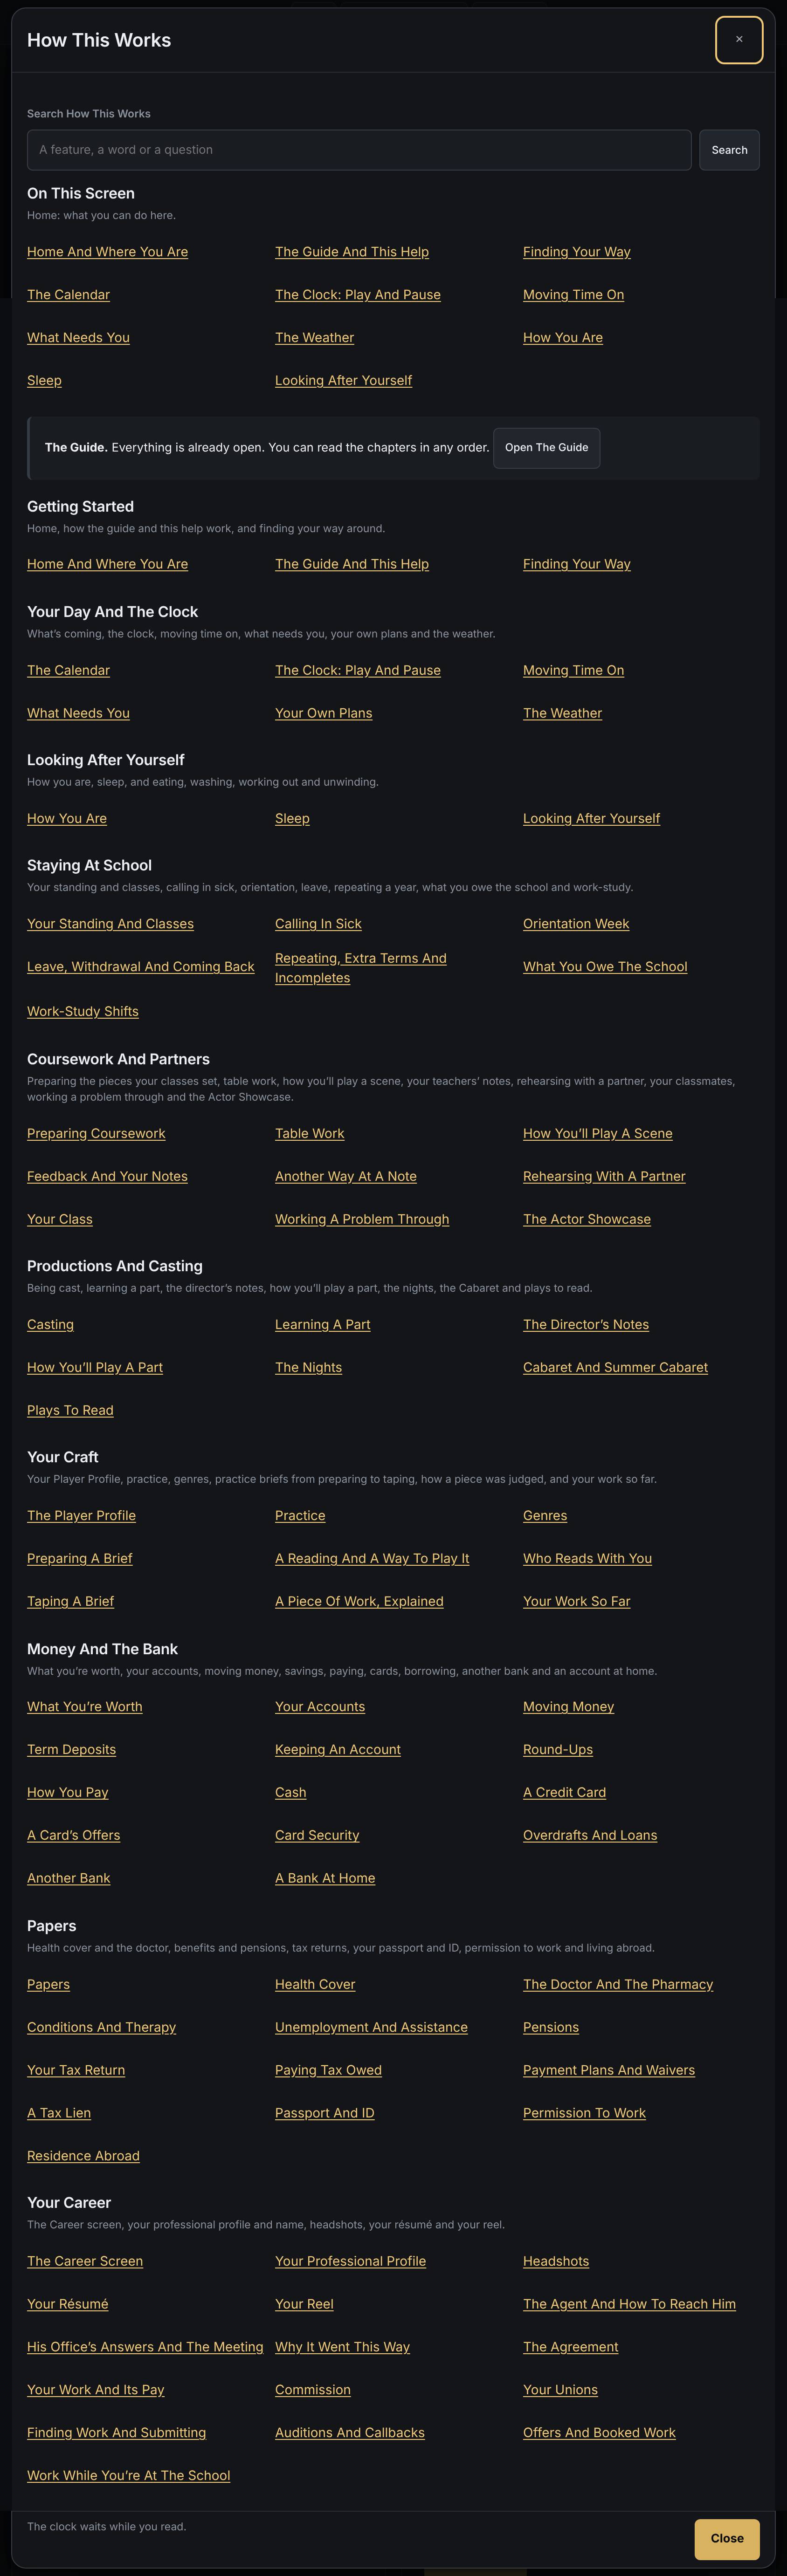 How This Works
×
Search How This Works
A feature, a word or a question
Search
On This Screen
Home: what you can do here.
Home And Where You Are
The Guide And This Help
Finding Your Way
The Calendar
The Clock: Play And Pause
Moving Time On
What Needs You
The Weather
How You Are
Sleep
Looking After Yourself
The Guide. Everything is already open. You can read the chapters in any order.
Open The Guide
Getting Started
Home, how the guide and this help work, and finding your way around.
Home And Where You Are
The Guide And This Help
Finding Your Way
Your Day And The Clock
What’s coming, the clock, moving time on, what needs you, your own plans and the weather.
The Calendar
The Clock: Play And Pause
Moving Time On
What Needs You
Your Own Plans
The Weather
Looking After Yourself
How you are, sleep, and eating, washing, working out and unwinding.
How You Are
Sleep
Looking After Yourself
Staying At School
Your standing and classes, calling in sick, orientation, leave, repeating a year, what you owe the school and work-study.
Your Standing And Classes
Calling In Sick
Orientation Week
Leave, Withdrawal And Coming Back
Repeating, Extra Terms And
Incompletes
What You Owe The School
Work-Study Shifts
Coursework And Partners
Preparing the pieces your classes set, table work, how you’ll play a scene, your teachers’ notes, rehearsing with a partner, your classmates,
working a problem through and the Actor Showcase.
Preparing Coursework
Table Work
How You’ll Play A Scene
Feedback And Your Notes
Another Way At A Note
Rehearsing With A Partner
Your Class
Working A Problem Through
The Actor Showcase
Productions And Casting
Being cast, learning a part, the director’s notes, how you’ll play a part, the nights, the Cabaret and plays to read.
Casting
Learning A Part
The Director’s Notes
How You’ll Play A Part
The Nights
Cabaret And Summer Cabaret
Plays To Read
Your Craft
Your Player Profile, practice, genres, practice briefs from preparing to taping, how a piece was judged, and your work so far.
The Player Profile
Practice
Genres
Preparing A Brief
A Reading And A Way To Play It
Who Reads With You
Taping A Brief
A Piece Of Work, Explained
Your Work So Far
Money And The Bank
What you’re worth, your accounts, moving money, savings, paying, cards, borrowing, another bank and an account at home.
What You’re Worth
Your Accounts
Moving Money
Term Deposits
Keeping An Account
Round-Ups
How You Pay
Cash
A Credit Card
A Card’s Offers
Card Security
Overdrafts And Loans
Another Bank
A Bank At Home
Papers
Health cover and the doctor, benefits and pensions, tax returns, your passport and ID, permission to work and living abroad.
Papers
Health Cover
The Doctor And The Pharmacy
Conditions And Therapy
Unemployment And Assistance
Pensions
Your Tax Return
Paying Tax Owed
Payment Plans And Waivers
A Tax Lien
Passport And ID
Permission To Work
Residence Abroad
Your Career
The Career screen, your professional profile and name, headshots, your résumé and your reel.
The Career Screen
Your Professional Profile
Headshots
Your Résumé
Your Reel
The Agent And How To Reach Him
His Office’s Answers And The Meeting
Why It Went This Way
The Agreement
Your Work And Its Pay
Commission
Your Unions
Finding Work And Submitting
Auditions And Callbacks
Offers And Booked Work
Work While You’re At The School
The clock waits while you read.
Close